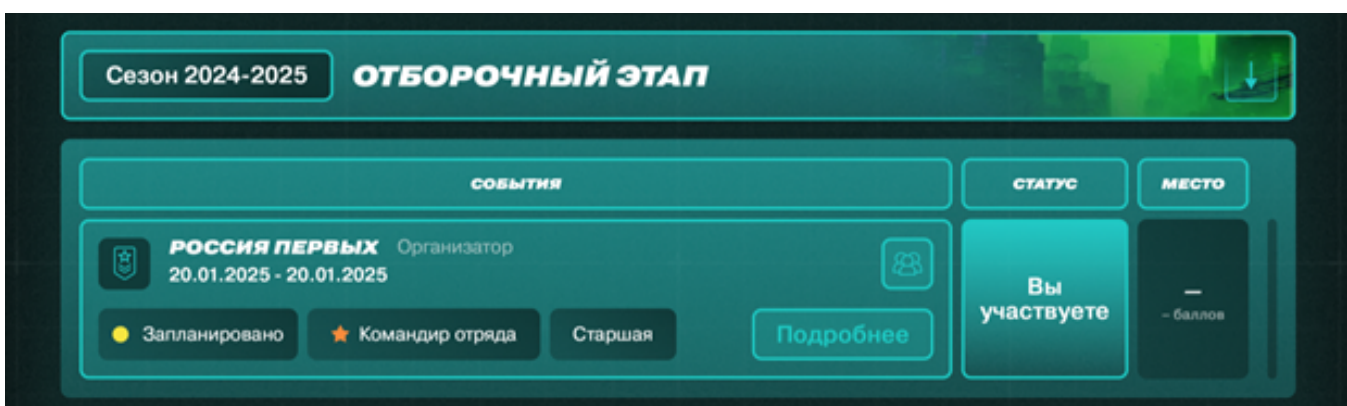 Сезон 2024-2025 ОТБОРОЧНЫЙ ЭТАП
СОБЫТИЯ СТАТУС МЕСТО
РОССИЯ ПЕРВЫХ Организатор
20.01.2025 - 20.01.2025
Вы
участвуете
–
– баллов
Запланировано Командир отряда Старшая Подробнее